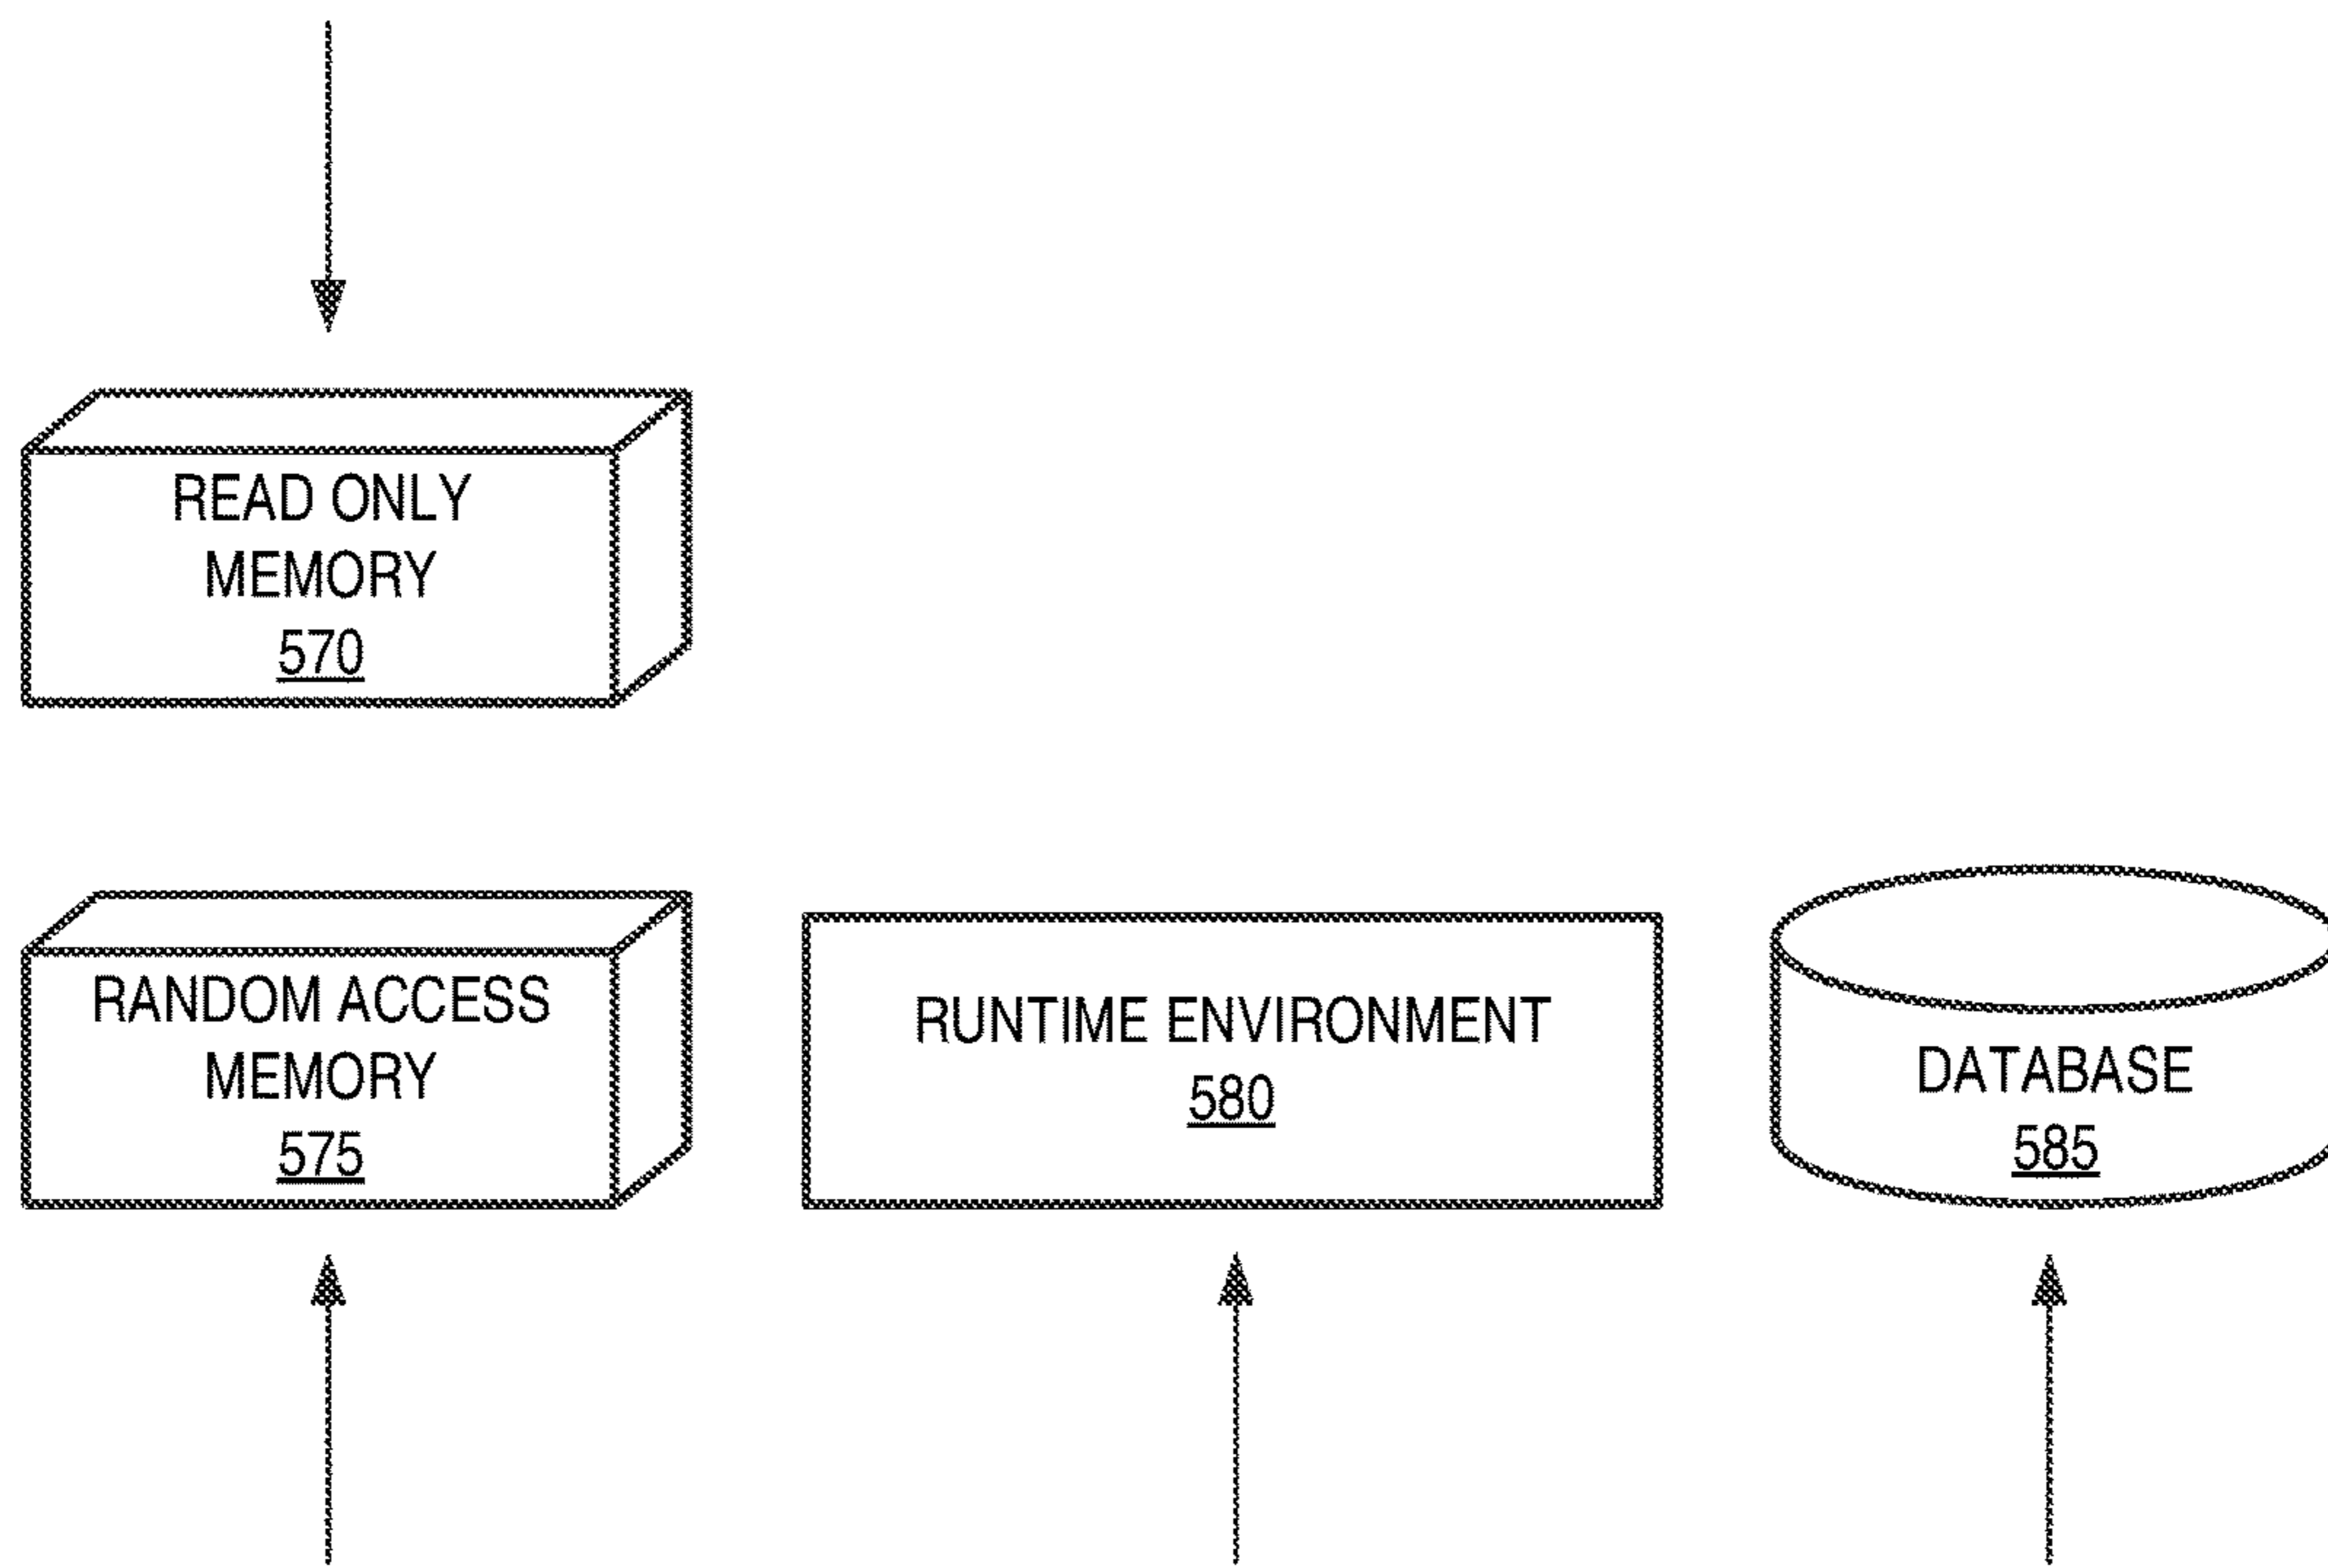 READ ONLY
MEMORY
570
RANDOM ACCESS
MEMORY
575
RUNTIME ENVIRONMENT
580
DATABASE
585